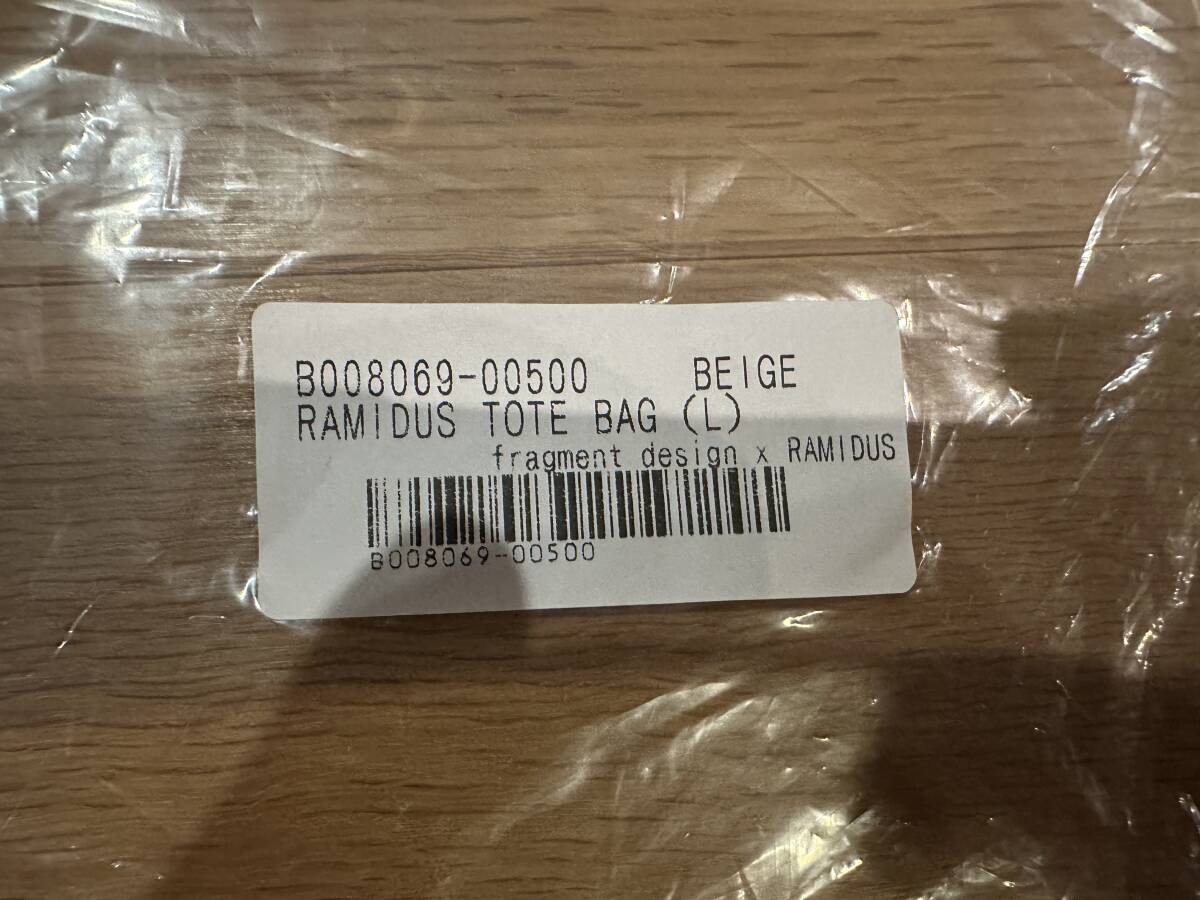 B008069-00500 BEIGE
RAMIDUS TOTE BAG (L)
fragment design x RAMIDUS
B008069-00500